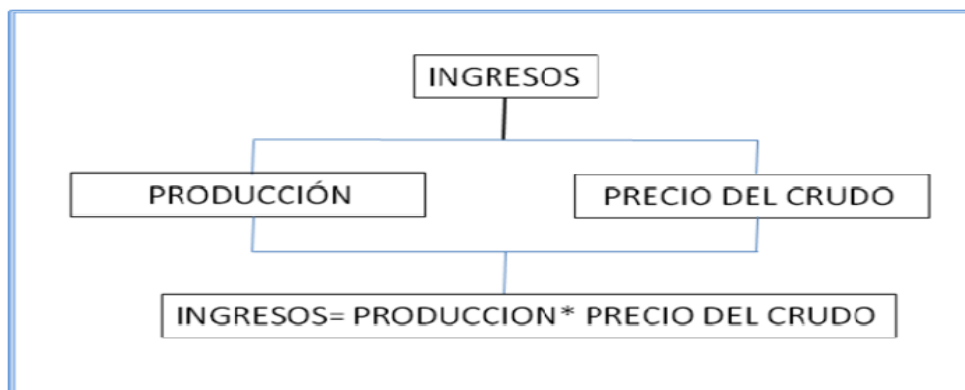 INGRESOS
PRODUCCIÓN
PRECIO DEL CRUDO
INGRESOS= PRODUCCION* PRECIO DEL CRUDO